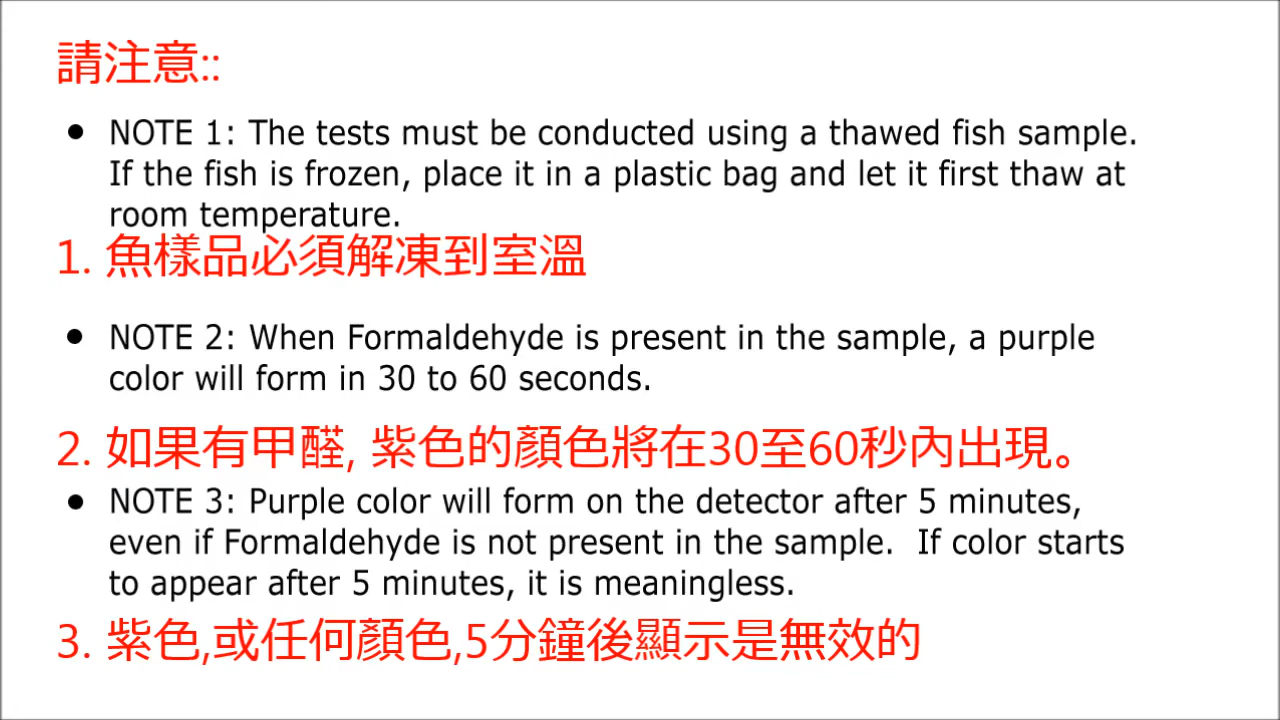 請注意::
• NOTE 1: The tests must be conducted using a thawed fish sample.
If the fish is frozen, place it in a plastic bag and let it first thaw at
room temperature.
1. 魚樣品必須解凍到室溫
• NOTE 2: When Formaldehyde is present in the sample, a purple
color will form in 30 to 60 seconds.
2. 如果有甲醛, 紫色的顏色將在30至60秒內出現。
• NOTE 3: Purple color will form on the detector after 5 minutes,
even if Formaldehyde is not present in the sample.  If color starts
to appear after 5 minutes, it is meaningless.
3. 紫色,或任何顏色,5分鐘後顯示是無效的